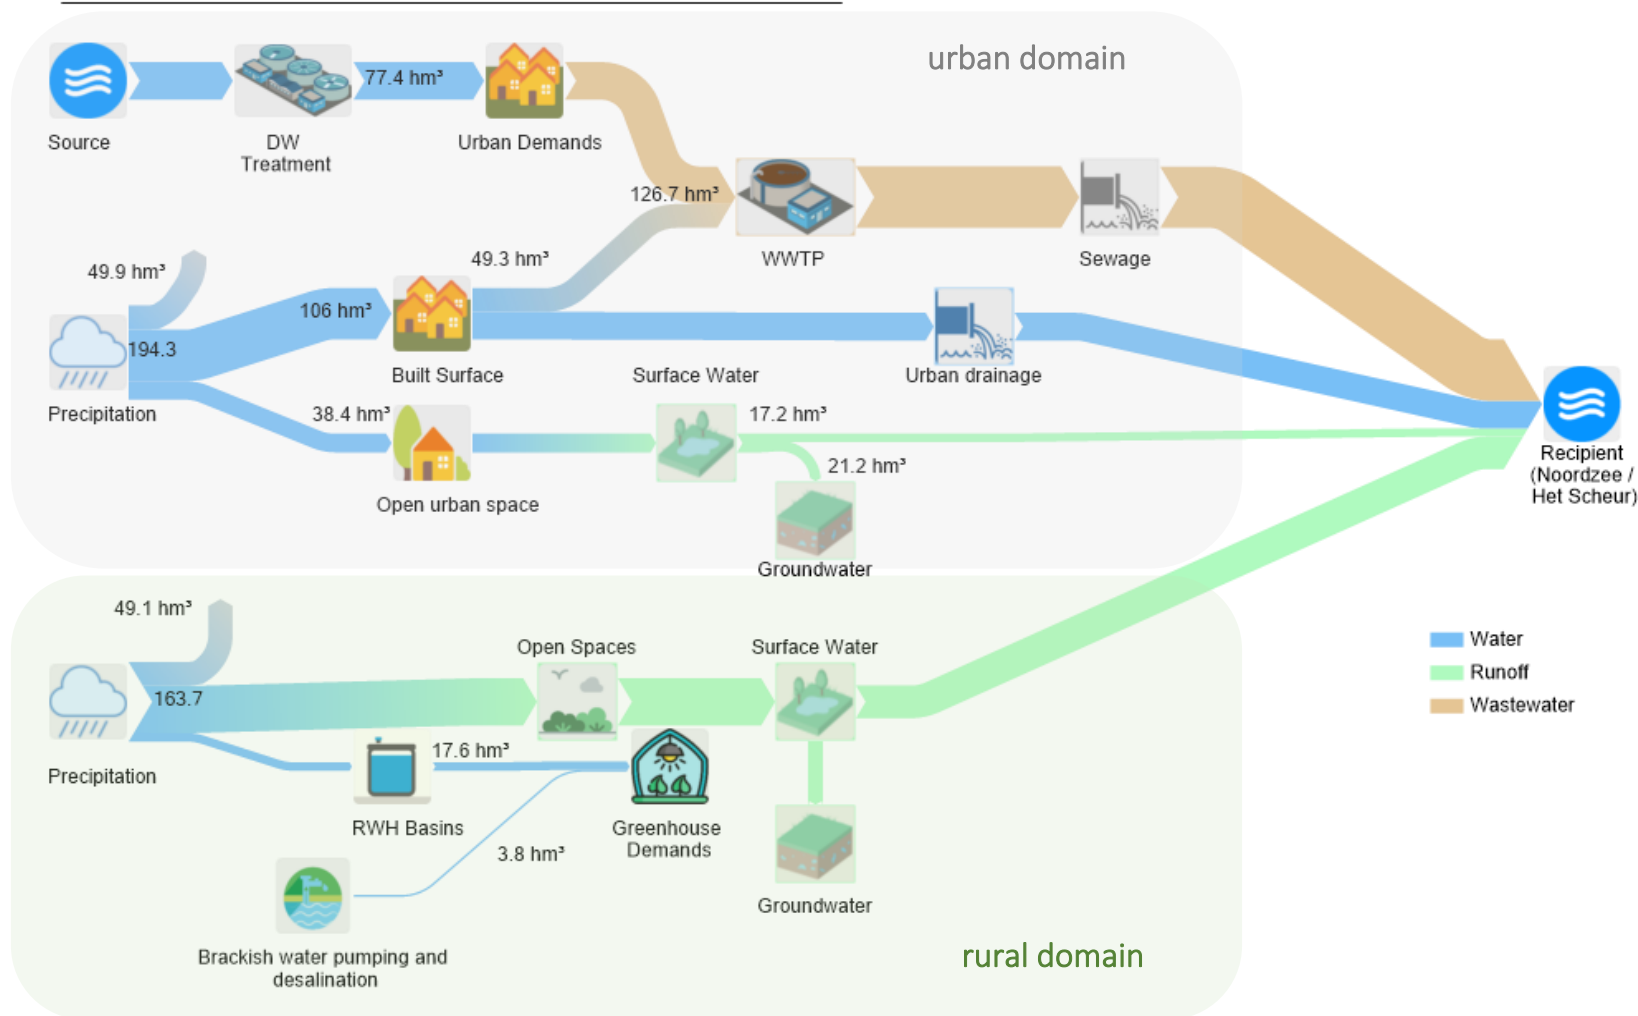 urban domain
77.4 hm³
Source
DW
Treatment
Urban Demands
126.7 hm³
WWTP
Sewage
49.9 hm³
49.3 hm³
106 hm³
194.3
Precipitation
Built Surface
Surface Water
Urban drainage
38.4 hm³
17.2 hm³
21.2 hm³
Open urban space
Groundwater
Recipient
(Noordzee /
Het Scheur)
49.1 hm³
Open Spaces
Surface Water
163.7
Precipitation
17.6 hm³
RWH Basins
Greenhouse
Demands
3.8 hm³
Groundwater
Brackish water pumping and
desalination
rural domain
Water
Runoff
Wastewater